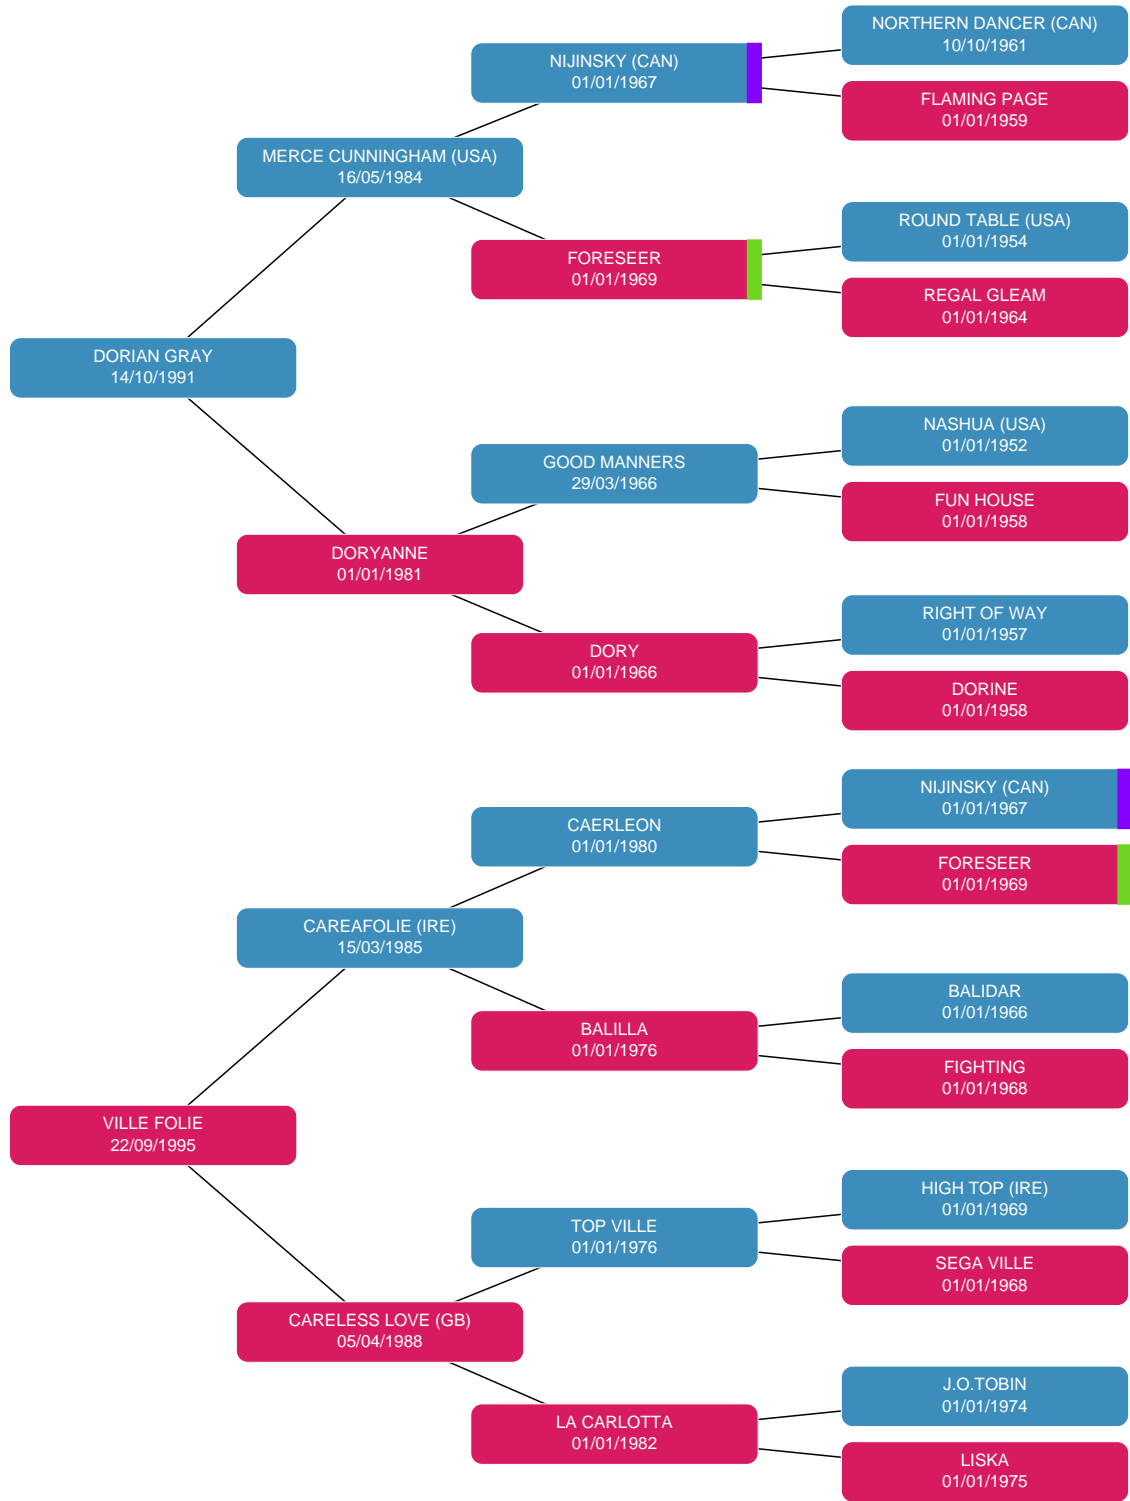 NORTHERN DANCER (CAN)
10/10/1961
NIJINSKY (CAN)
01/01/1967
FLAMING PAGE
01/01/1959
MERCE CUNNINGHAM (USA)
16/05/1984
ROUND TABLE (USA)
01/01/1954
FORESEER
01/01/1969
REGAL GLEAM
01/01/1964
DORIAN GRAY
14/10/1991
NASHUA (USA)
01/01/1952
GOOD MANNERS
29/03/1966
FUN HOUSE
01/01/1958
DORYANNE
01/01/1981
RIGHT OF WAY
01/01/1957
DORY
01/01/1966
DORINE
01/01/1958
NIJINSKY (CAN)
01/01/1967
CAERLEON
01/01/1980
FORESEER
01/01/1969
CAREAFOLIE (IRE)
15/03/1985
BALIDAR
01/01/1966
BALILLA
01/01/1976
FIGHTING
01/01/1968
VILLE FOLIE
22/09/1995
HIGH TOP (IRE)
01/01/1969
TOP VILLE
01/01/1976
SEGA VILLE
01/01/1968
CARELESS LOVE (GB)
05/04/1988
J.O.TOBIN
01/01/1974
LA CARLOTTA
01/01/1982
LISKA
01/01/1975